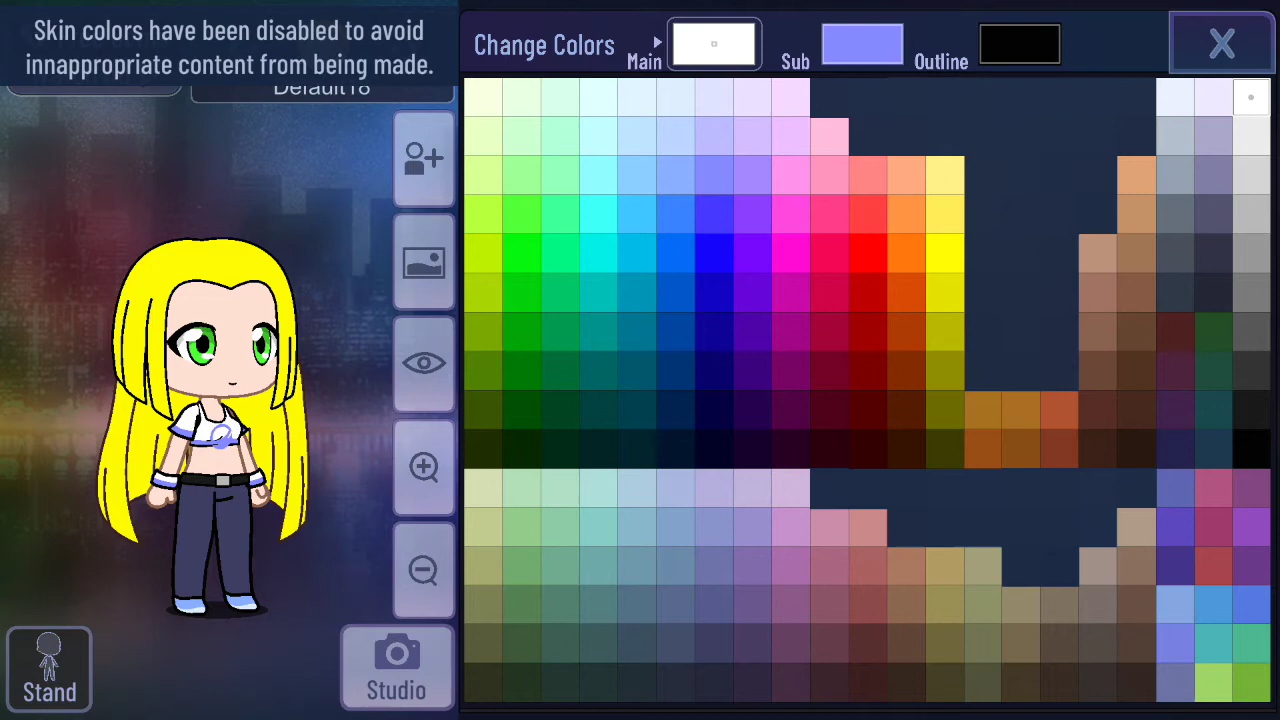 Skin colors have been disabled to avoid
innappropriate content from being made.
Default18
Change Colors
Main
Sub
Outline
X
Stand
Studio